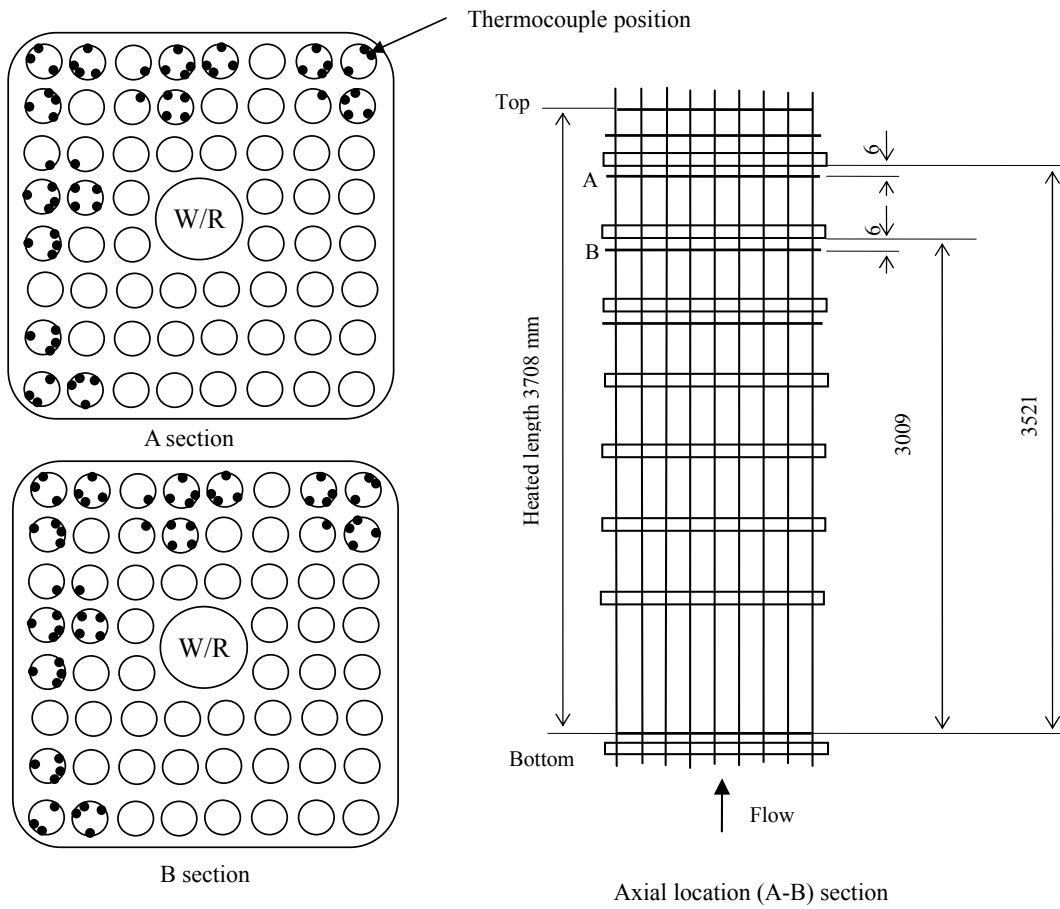 Thermocouple position
W/R
A section
W/R
B section
Top
A
6
B
6
Heated length 3708 mm
3009
3521
Bottom
Flow
Axial location (A-B) section